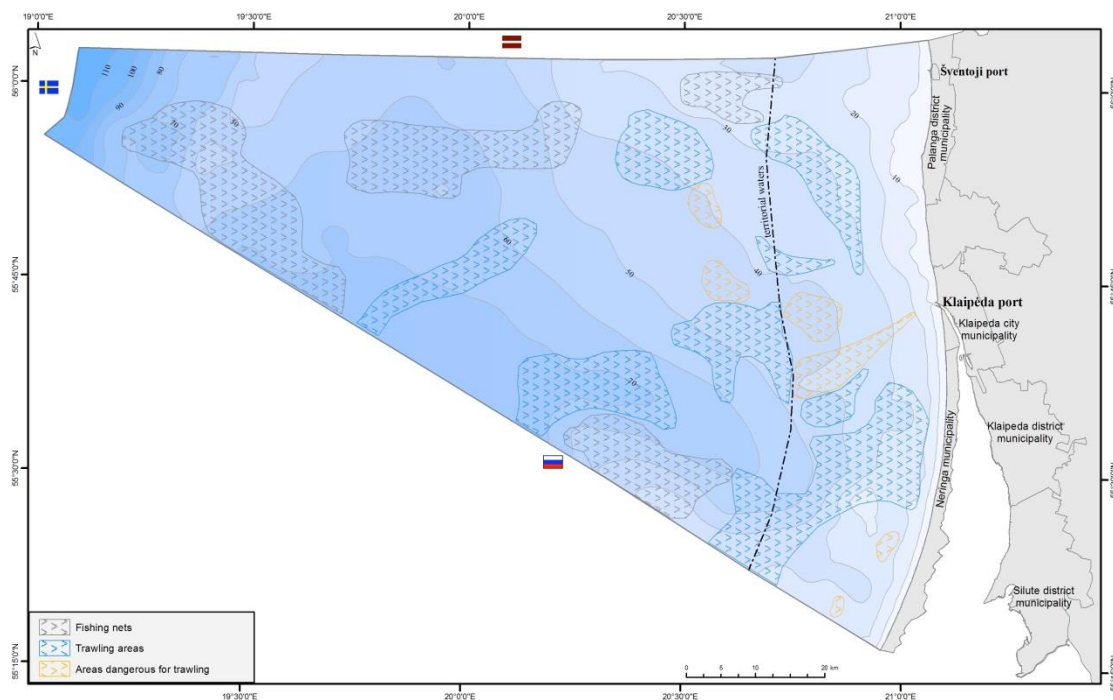 19°0'0"E
19°30'0"E
20°0'0"E
20°30'0"E
21°0'0"E
N
56°0'0"N
55°45'0"N
55°30'0"N
55°15'0"N
110
100
90
80
70
50
60
50
40
30
20
10
70
territorial waters
Šventoji port
Palanga district
municipality
Klaipėda port
Klaipeda city
municipality
Klaipeda district
municipality
Neringa municipality
Silute district
municipality
Fishing nets
Trawling areas
Areas dangerous for trawling
0 5 10 20 km
19°30'0"E
20°0'0"E
20°30'0"E
21°0'0"E